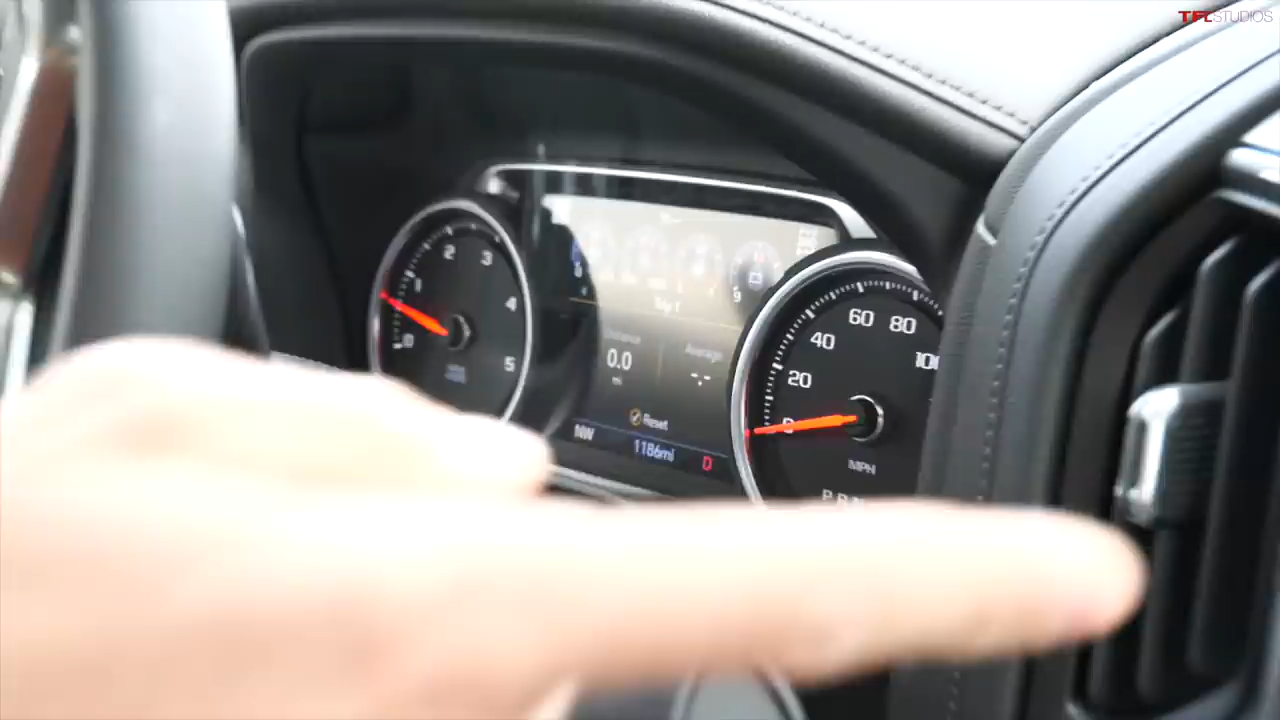 TFLSTUDIOS
0 1 2 3 4 5
Trip 1
Distance
0.0
mi
Average
-.-
Reset
NW
1186mi
D
0 20 40 60 80 100
MPH
P R N
9